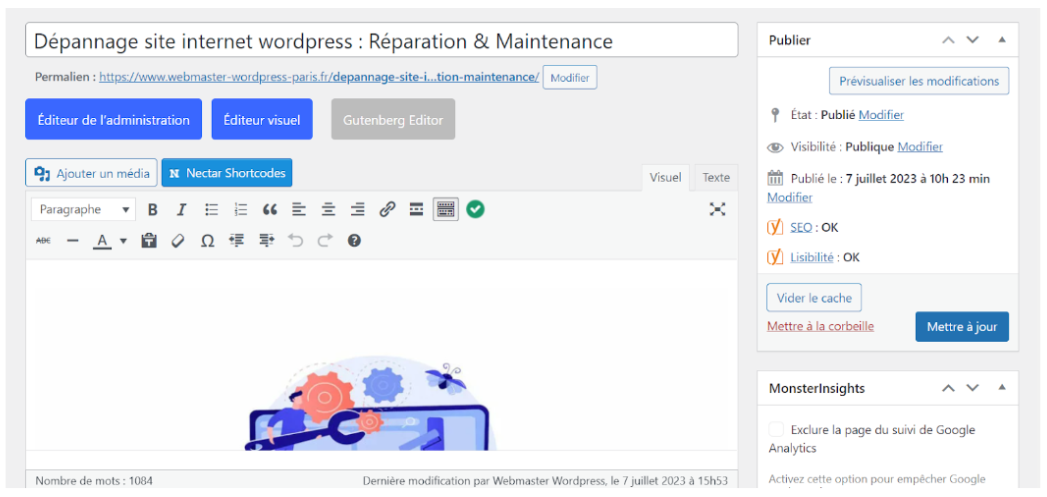 Dépannage site internet wordpress : Réparation & Maintenance
Permalien : https://www.webmaster-wordpress-paris.fr/depannage-site-i...tion-maintenance/ Modifier
Éditeur de l'administration
Éditeur visuel
Gutenberg Editor
Ajouter un média
N Nectar Shortcodes
Visuel
Texte
Paragraphe
B I
ABC A Ω
Nombre de mots : 1084
Dernière modification par Webmaster Wordpress, le 7 juillet 2023 à 15h53
Publier
Prévisualiser les modifications
État : Publié Modifier
Visibilité : Publique Modifier
Publié le : 7 juillet 2023 à 10h 23 min
Modifier
SEO : OK
Lisibilité : OK
Vider le cache
Mettre à la corbeille
Mettre à jour
MonsterInsights
Exclure la page du suivi de Google
Analytics
Activez cette option pour empêcher Google